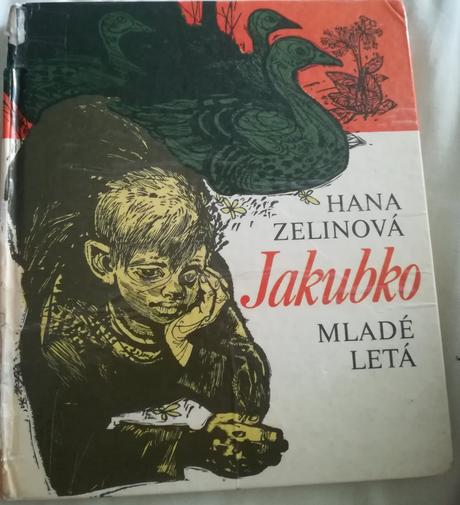 HANA
ZELINOVÁ
Jakubko
MLADÉ
LETÁ